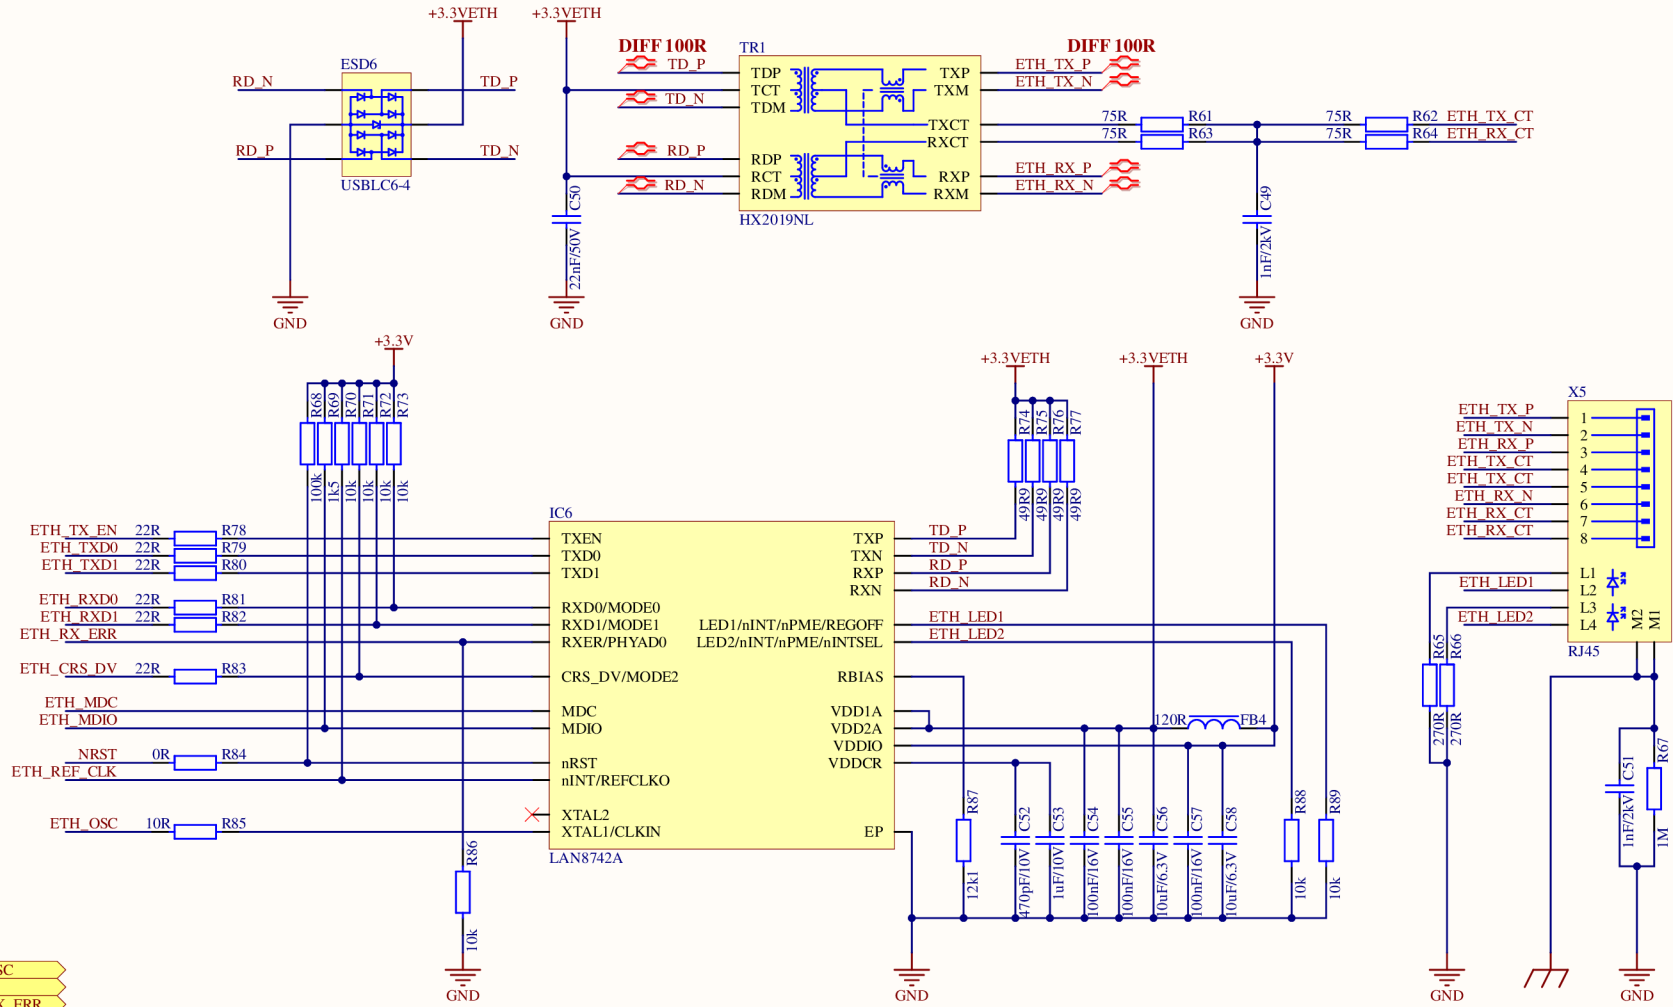 +3.3VETH
+3.3VETH
ESD6
RD_N
TD_P
RD_P
TD_N
USBLC6-4
GND
C50
22nF/50V
GND
DIFF 100R
TR1
DIFF 100R
TD_P
TD_N
RD_P
RD_N
TDP
TCT
TDM
RDP
RCT
RDM
TXP
TXM
TXCT
RXCT
RXP
RXM
HX2019NL
ETH_TX_P
ETH_TX_N
ETH_RX_P
ETH_RX_N
75R R61
75R R63
75R R62 ETH_TX_CT
75R R64 ETH_RX_CT
C49
1nF/2kV
GND
+3.3V
R68
R69
R70
R71
R72
R73
100k
1k5
10k
10k
10k
10k
ETH_TX_EN 22R R78
ETH_TXD0 22R R79
ETH_TXD1 22R R80
ETH_RXD0 22R R81
ETH_RXD1 22R R82
ETH_RX_ERR
ETH_CRS_DV 22R R83
ETH_MDC
ETH_MDIO
NRST 0R R84
ETH_REF_CLK
ETH_OSC 10R R85
R86
10k
GND
IC6
TXEN
TXD0
TXD1
RXD0/MODE0
RXD1/MODE1
RXER/PHYAD0
CRS_DV/MODE2
MDC
MDIO
nRST
nINT/REFCLKO
XTAL2
XTAL1/CLKIN
TXP
TXN
RXP
RXN
LED1/nINT/nPME/REGOFF
LED2/nINT/nPME/nINTSEL
RBIAS
VDD1A
VDD2A
VDDIO
VDDCR
EP
LAN8742A
TD_P
TD_N
RD_P
RD_N
ETH_LED1
ETH_LED2
+3.3VETH
+3.3VETH
+3.3V
R74
R75
R76
R77
49R9
49R9
49R9
49R9
120R FB4
R87
12k1
C52
470pF/10V
C53
1uF/10V
C54
100nF/16V
C55
100nF/16V
C56
10uF/6.3V
C57
100nF/16V
C58
10uF/6.3V
R88
10k
R89
10k
GND
X5
ETH_TX_P 1
ETH_TX_N 2
ETH_RX_P 3
ETH_TX_CT 4
ETH_TX_CT 5
ETH_RX_N 6
ETH_RX_CT 7
ETH_RX_CT 8
L1
ETH_LED1 L2
L3
ETH_LED2 L4
M2
M1
RJ45
R65
R66
270R
270R
GND
C51
1nF/2kV
R67
1M
GND
SC
X_ERR